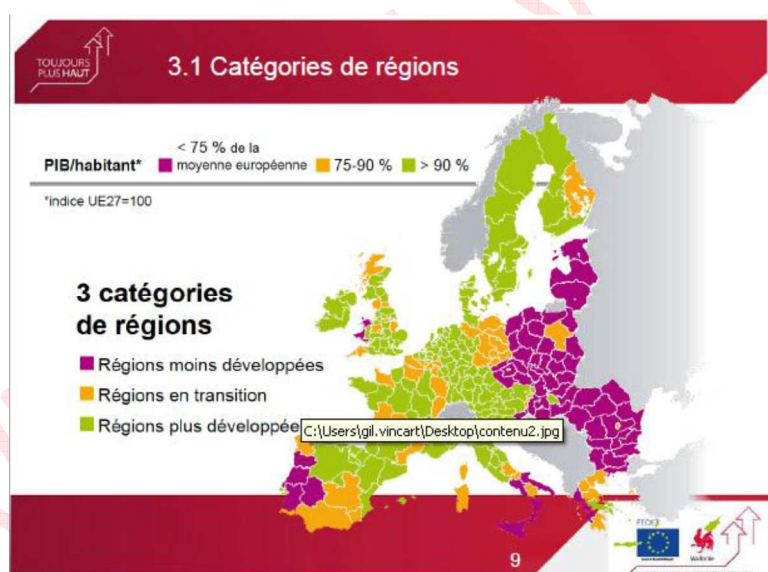 TOUJOURS
PLUS HAUT
3.1 Catégories de régions
PIB/habitant*
< 75 % de la
moyenne européenne
75-90 %
> 90 %
*indice UE27=100
3 catégories
de régions
Régions moins développées
Régions en transition
Régions plus développée
C:\Users\gil.vincart\Desktop\contenu2.jpg
9
FEDER
Wallonie